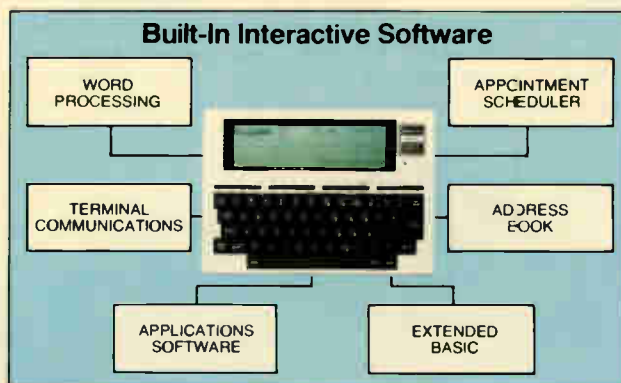 Built-In Interactive Software
WORD
PROCESSING
APPOINTMENT
SCHEDULER
TERMINAL
COMMUNICATIONS
ADDRESS
BOOK
APPLICATIONS
SOFTWARE
EXTENDED
BASIC